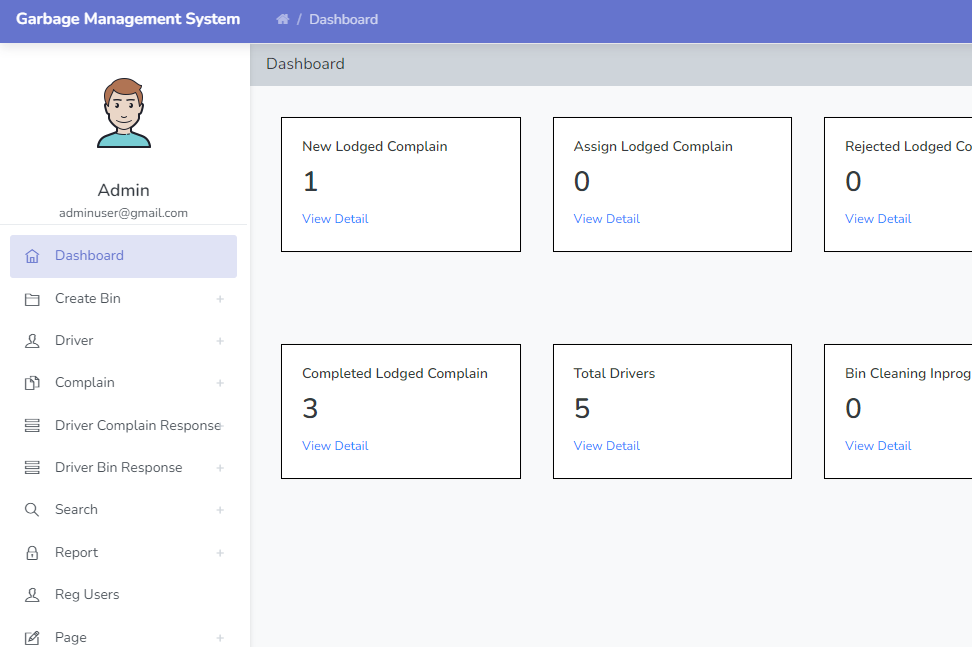 Garbage Management System
/ Dashboard
Dashboard
Admin
adminuser@gmail.com
Dashboard
Create Bin +
Driver +
Complain +
Driver Complain Response +
Driver Bin Response +
Search +
Report +
Reg Users
Page +
New Lodged Complain
1
View Detail
Assign Lodged Complain
0
View Detail
Rejected Lodged Co
0
View Detail
Completed Lodged Complain
3
View Detail
Total Drivers
5
View Detail
Bin Cleaning Inprog
0
View Detail